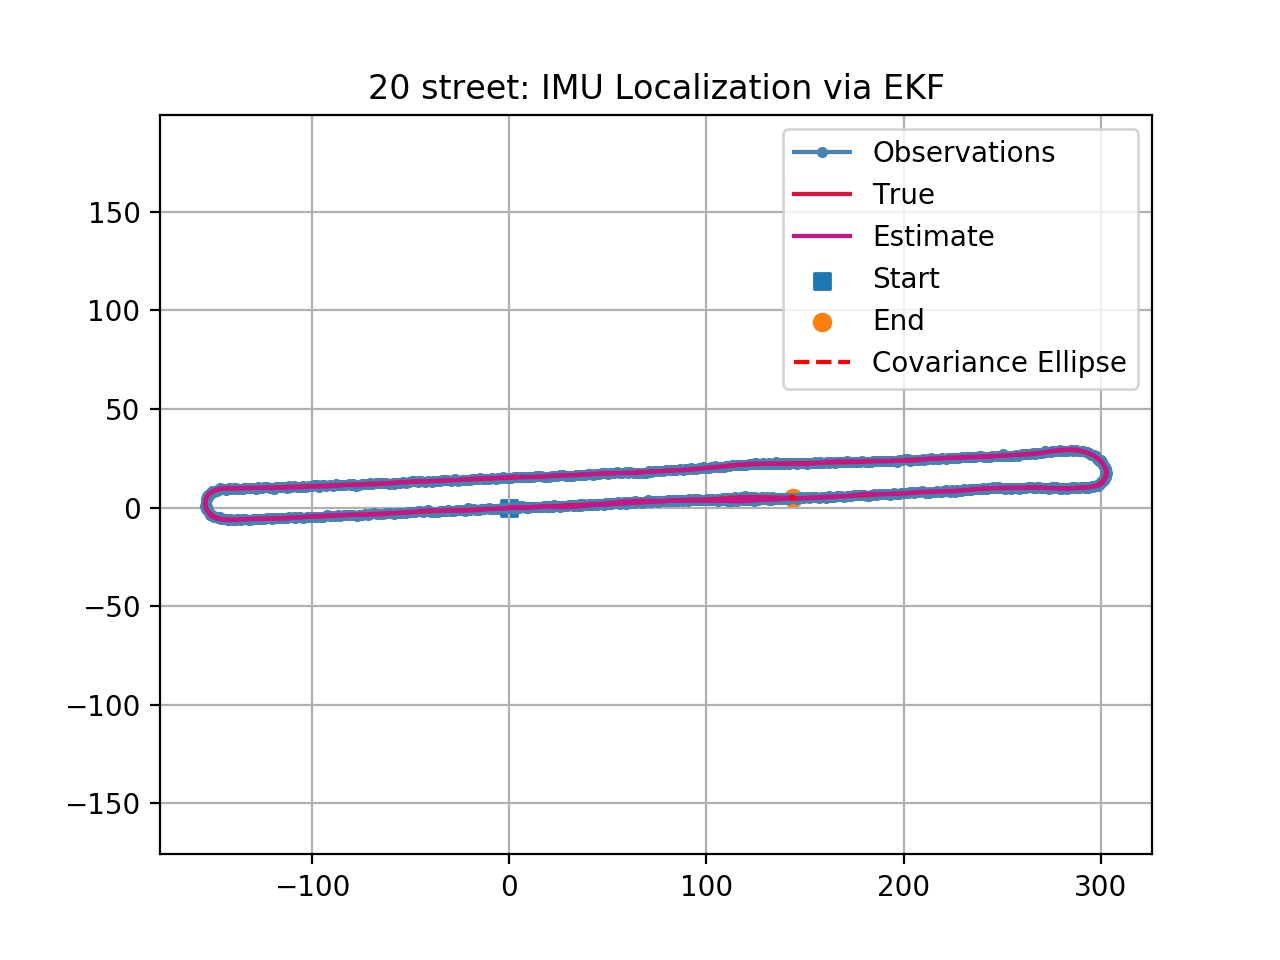 20 street: IMU Localization via EKF
Observations
True
Estimate
Start
End
Covariance Ellipse
150
100
50
0
−50
−100
−150
−100 0 100 200 300